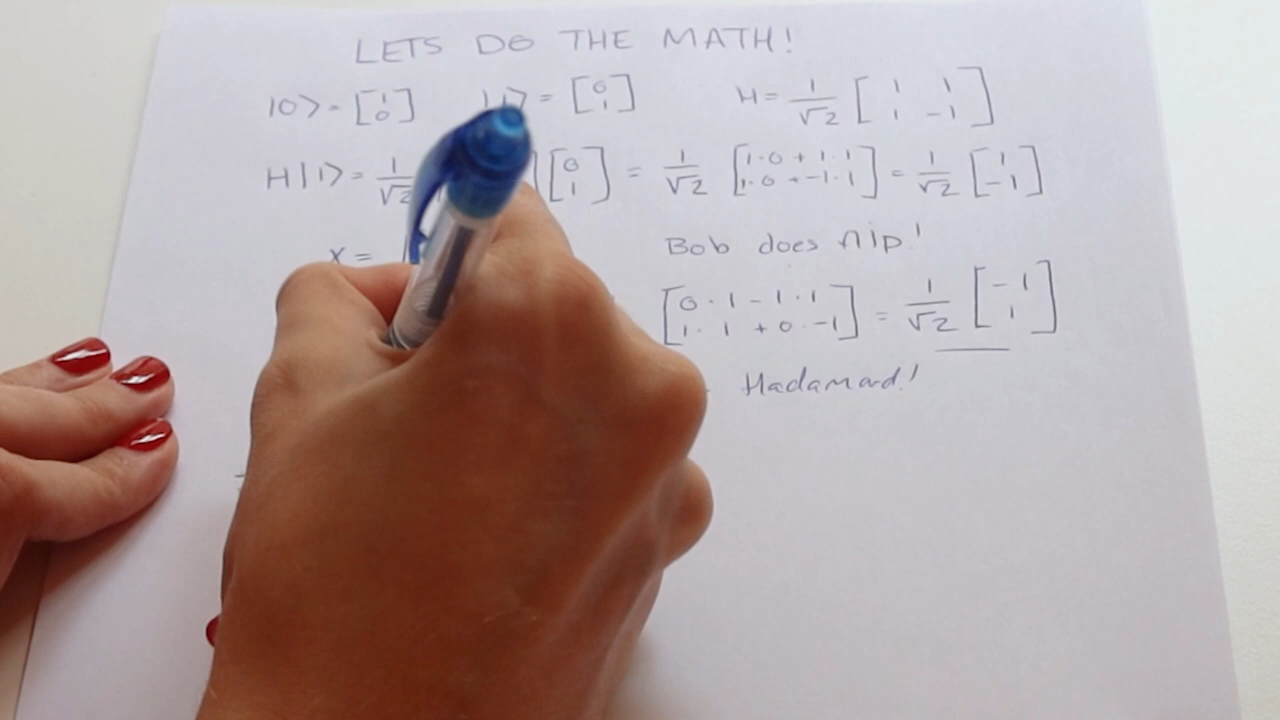 LETS DO THE MATH!
|0> = [1 0] |1> = [0 1] H = 1/√2 [1 1 1 -1]
H|1> = 1/√2 [0 1] = 1/√2 [1·0 + 1·1 1·0 + -1·1] = 1/√2 [1 -1]
X = Bob does flip!
[0·1 - 1·1 1·1 + 0·-1] = 1/√2 [-1 1]
Hadamard!